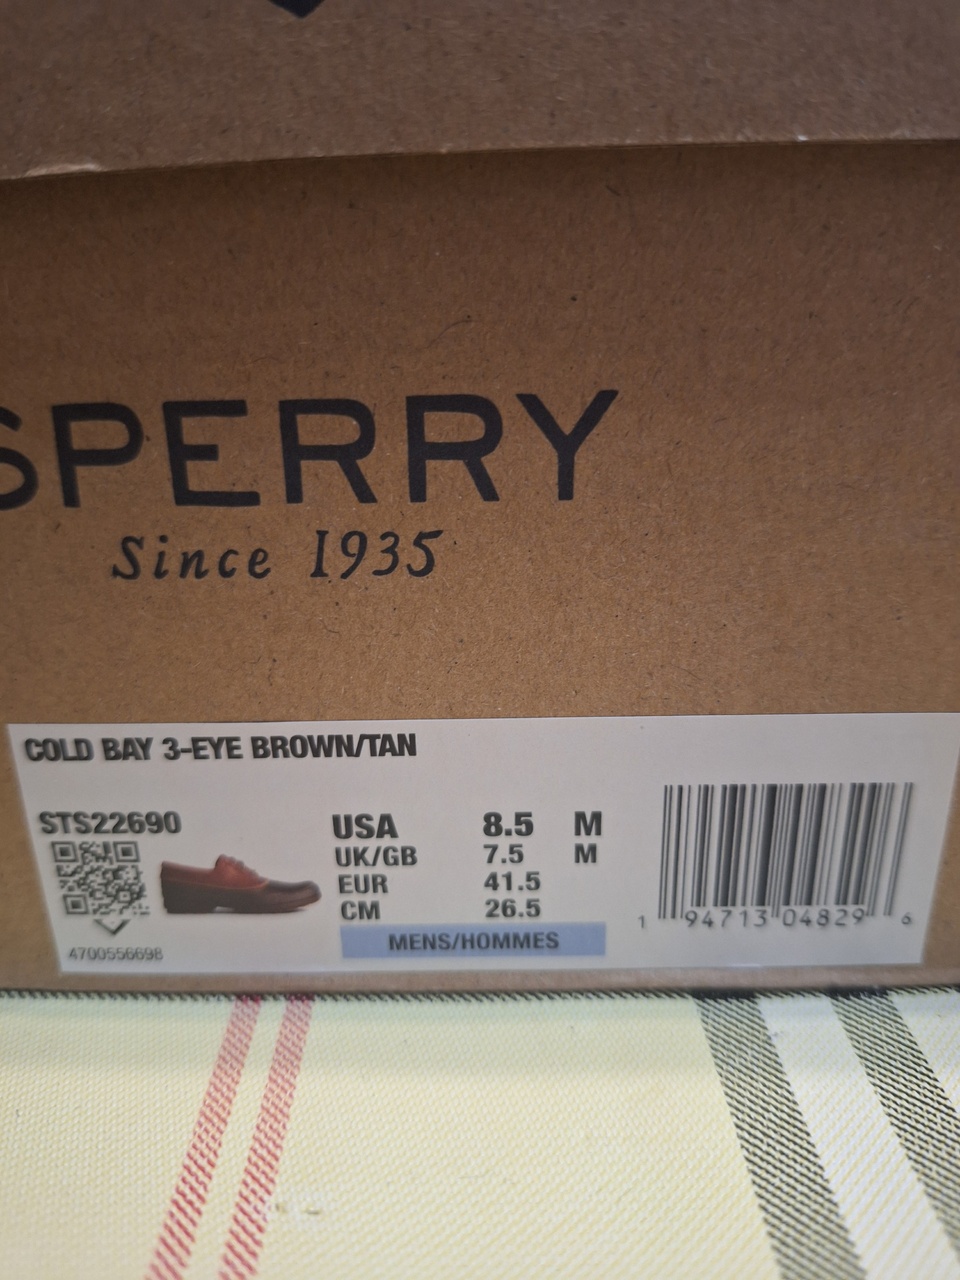 SPERRY
Since 1935
COLD BAY 3-EYE BROWN/TAN
STS22690
USA 8.5 M
UK/GB 7.5 M
EUR 41.5
CM 26.5
MENS/HOMMES
4700556698
1 94713 04829 6